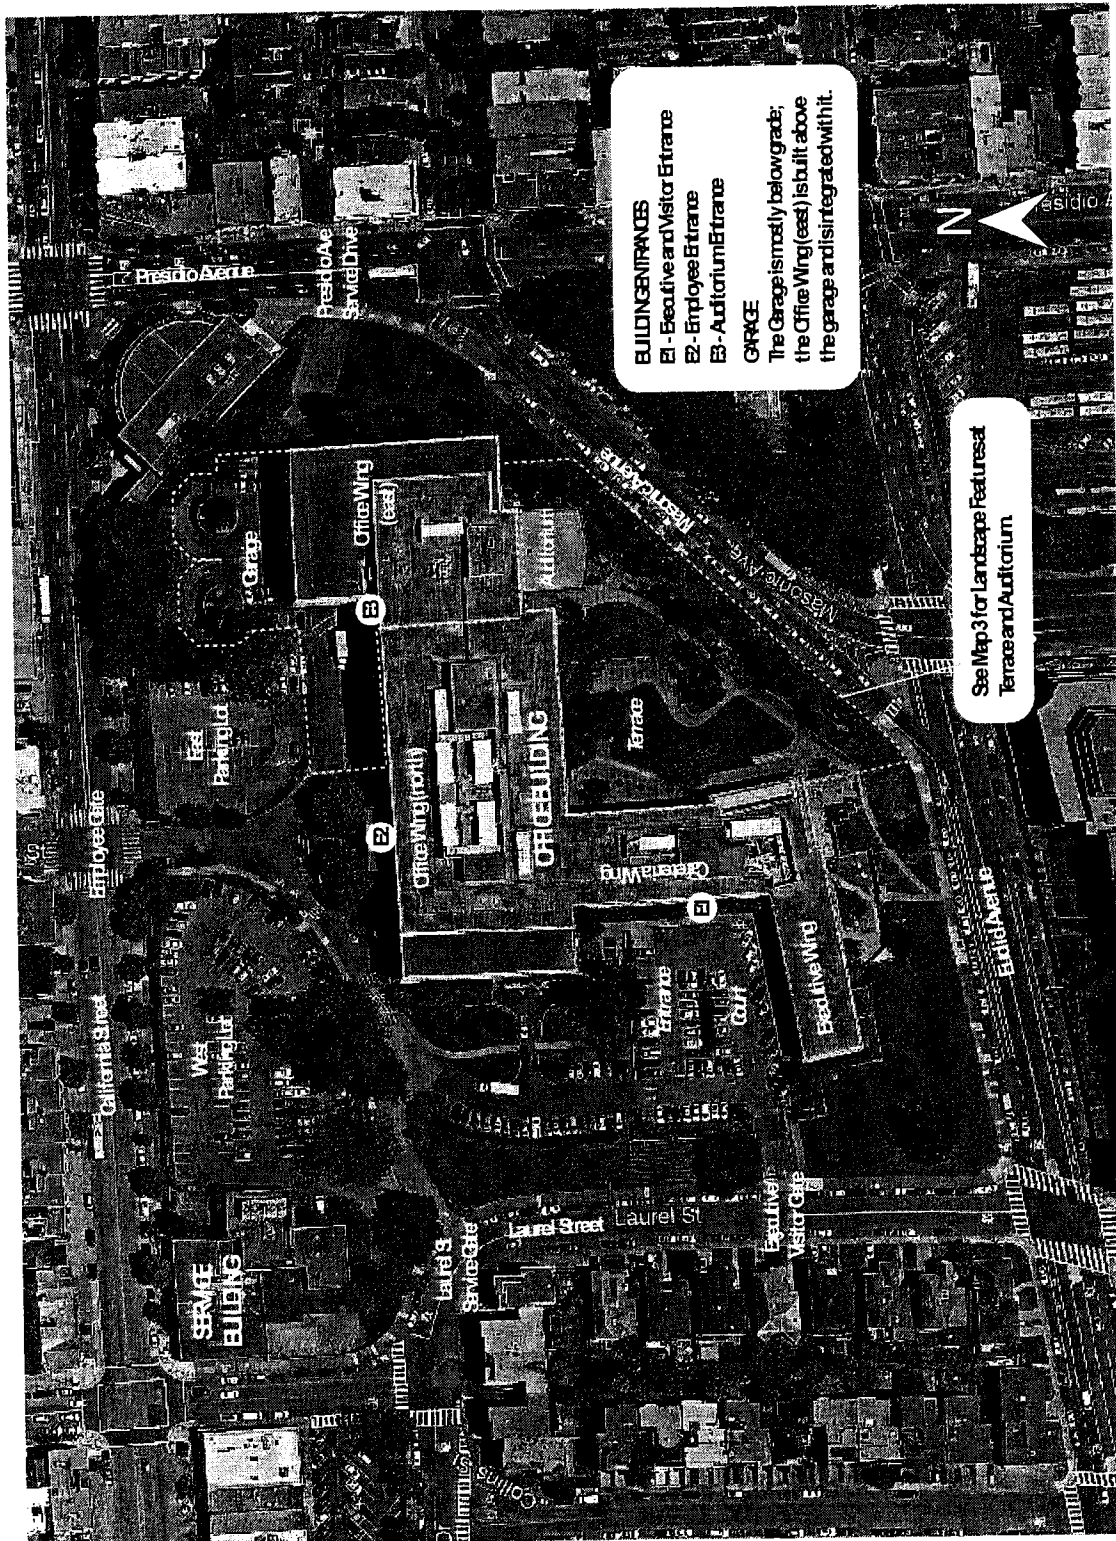 California Street
Employee Gate
Presidio Avenue
Presidio Ave
Service Drive
SERVICE
BUILDING
West
Parking Lot
East
Parking Lot
Garage
Office Wing
(east)
E3
E2
Office Wing (north)
OFFICE BUILDING
Auditorium
Laurel St
Service Gate
Laurel Street
Laurel St
Entrance
Court
E1
Cafeteria Wing
Terrace
Masonic Avenue
Masonic Ave
Executive Wing
Executive/
Visitor Gate
Euclid Avenue
Collins St
BUILDING ENTRANCES
E1 - Executive and Visitor Entrance
E2 - Employee Entrance
E3 - Auditorium Entrance
GARAGE
The Garage is mostly below grade;
the Office Wing (east) is built above
the garage and is integrated with it.
See Map 3 for Landscape Features at
Terrace and Auditorium.
N